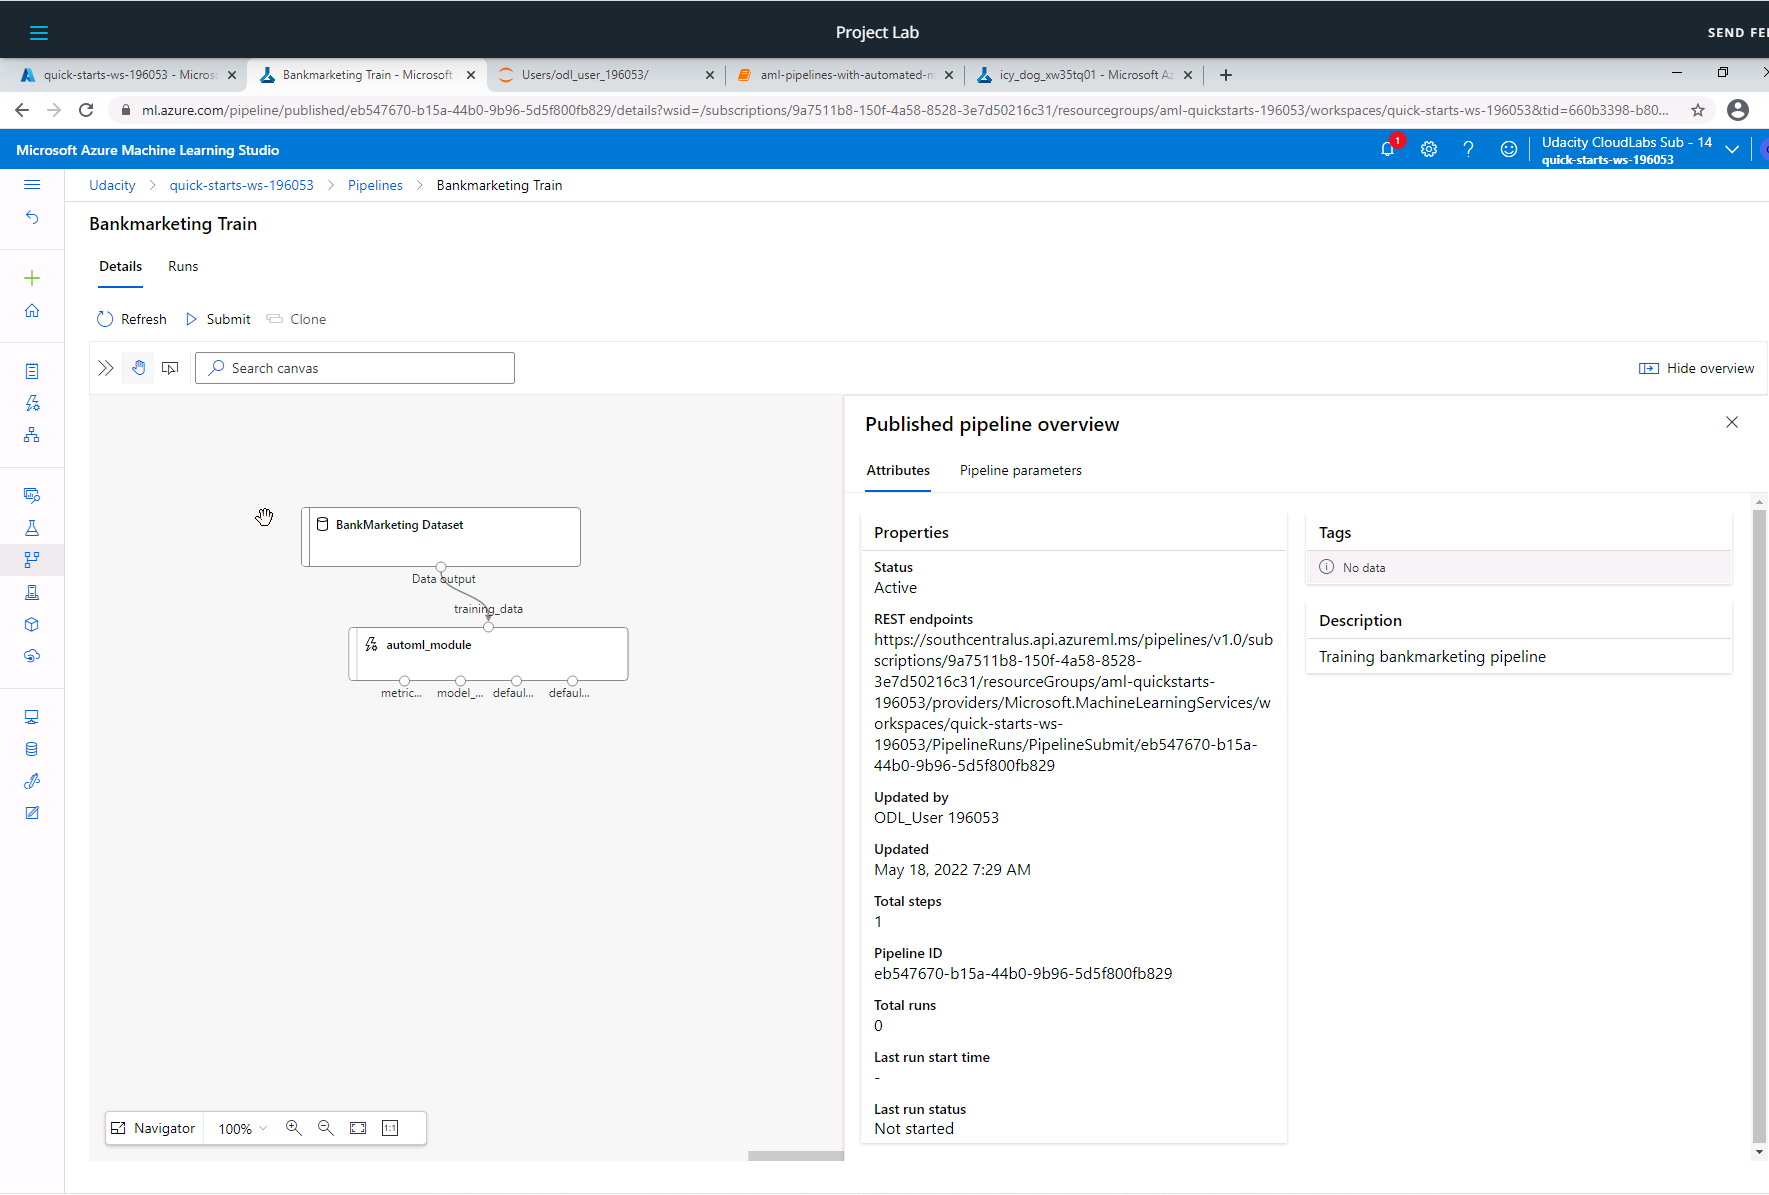 Project Lab
SEND FE
quick-starts-ws-196053 - Micros
Bankmarketing Train - Microsoft
Users/odl_user_196053/
aml-pipelines-with-automated-m
icy_dog_xw35tq01 - Microsoft Az
ml.azure.com/pipeline/published/eb547670-b15a-44b0-9b96-5d5f800fb829/details?wsid=/subscriptions/9a7511b8-150f-4a58-8528-3e7d50216c31/resourcegroups/aml-quickstarts-196053/workspaces/quick-starts-ws-196053&tid=660b3398-b80...
Microsoft Azure Machine Learning Studio
1
Udacity CloudLabs Sub - 14
quick-starts-ws-196053
Udacity > quick-starts-ws-196053 > Pipelines > Bankmarketing Train
Bankmarketing Train
Details Runs
Refresh Submit Clone
Search canvas
Hide overview
BankMarketing Dataset
Data output
training_data
automl_module
metric... model_... defaul... defaul...
Navigator 100% 1:1
Published pipeline overview
Attributes Pipeline parameters
Properties
Status
Active
REST endpoints
https://southcentralus.api.azureml.ms/pipelines/v1.0/sub
scriptions/9a7511b8-150f-4a58-8528-
3e7d50216c31/resourceGroups/aml-quickstarts-
196053/providers/Microsoft.MachineLearningServices/w
orkspaces/quick-starts-ws-
196053/PipelineRuns/PipelineSubmit/eb547670-b15a-
44b0-9b96-5d5f800fb829
Updated by
ODL_User 196053
Updated
May 18, 2022 7:29 AM
Total steps
1
Pipeline ID
eb547670-b15a-44b0-9b96-5d5f800fb829
Total runs
0
Last run start time
-
Last run status
Not started
Tags
No data
Description
Training bankmarketing pipeline